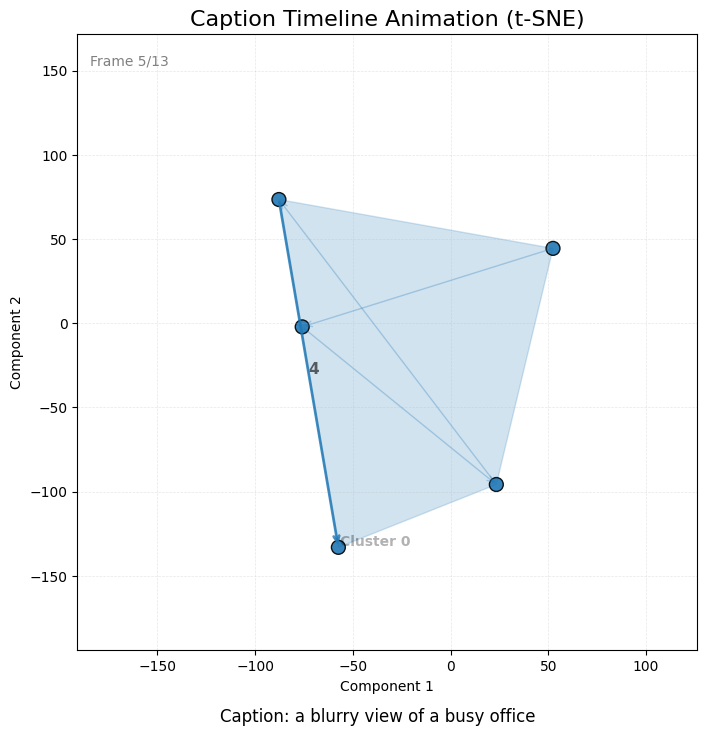 Caption Timeline Animation (t-SNE)
Frame 5/13
150
100
50
0
−50
−100
−150
Component 2
4
Cluster 0
−150
−100
−50
0
50
100
Component 1
Caption: a blurry view of a busy office